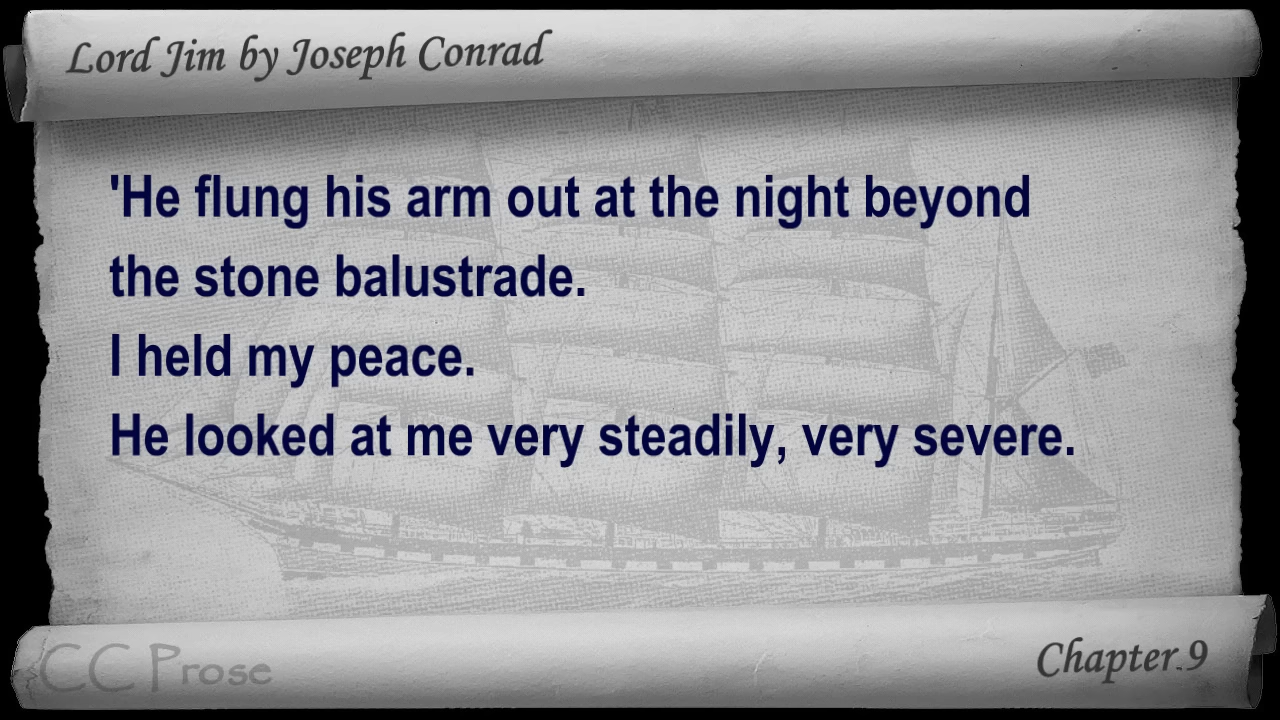 Lord Jim by Joseph Conrad
'He flung his arm out at the night beyond
the stone balustrade.
I held my peace.
He looked at me very steadily, very severe.
CC Prose
Chapter 9